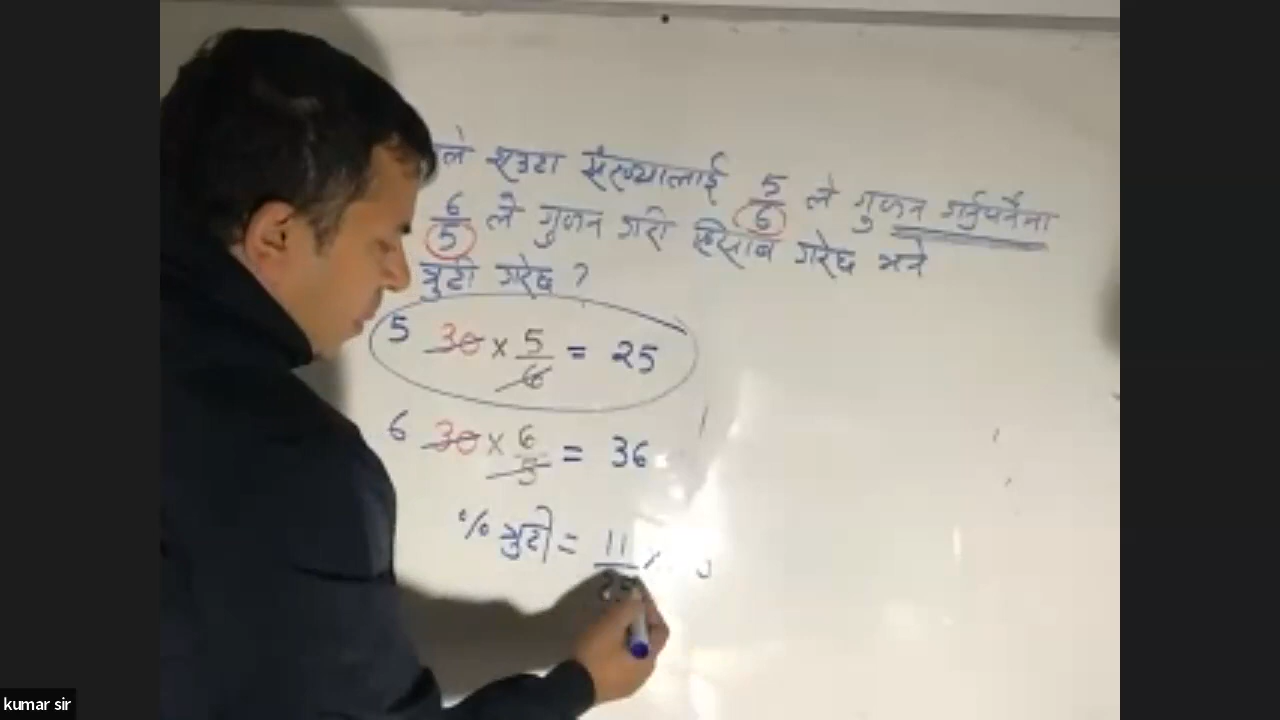 ले एउटा संख्यालाई 5/6 ले गुणन गर्नुपर्नेमा
6/5 ले गुणन गरी हिसाब गरेछ भने
त्रुटी गरेछ ?
5 30 × 5/6 = 25
6 30 × 6/5 = 36
% त्रुटी = 11/25
kumar sir